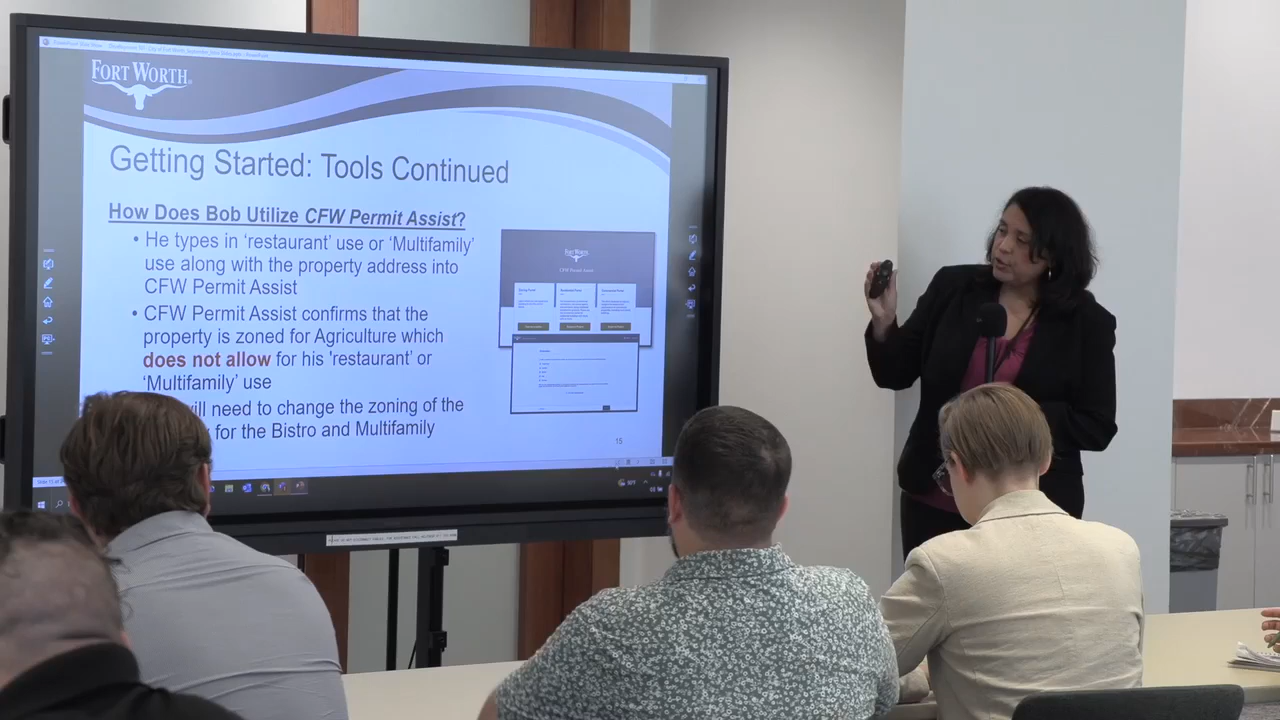 FORT WORTH
Getting Started: Tools Continued
How Does Bob Utilize CFW Permit Assist?
• He types in ‘restaurant’ use or ‘Multifamily’
use along with the property address into
CFW Permit Assist
• CFW Permit Assist confirms that the
property is zoned for Agriculture which
does not allow for his 'restaurant’ or
‘Multifamily’ use
will need to change the zoning of the
for the Bistro and Multifamily
FORT WORTH
CFW Permit Assist
15